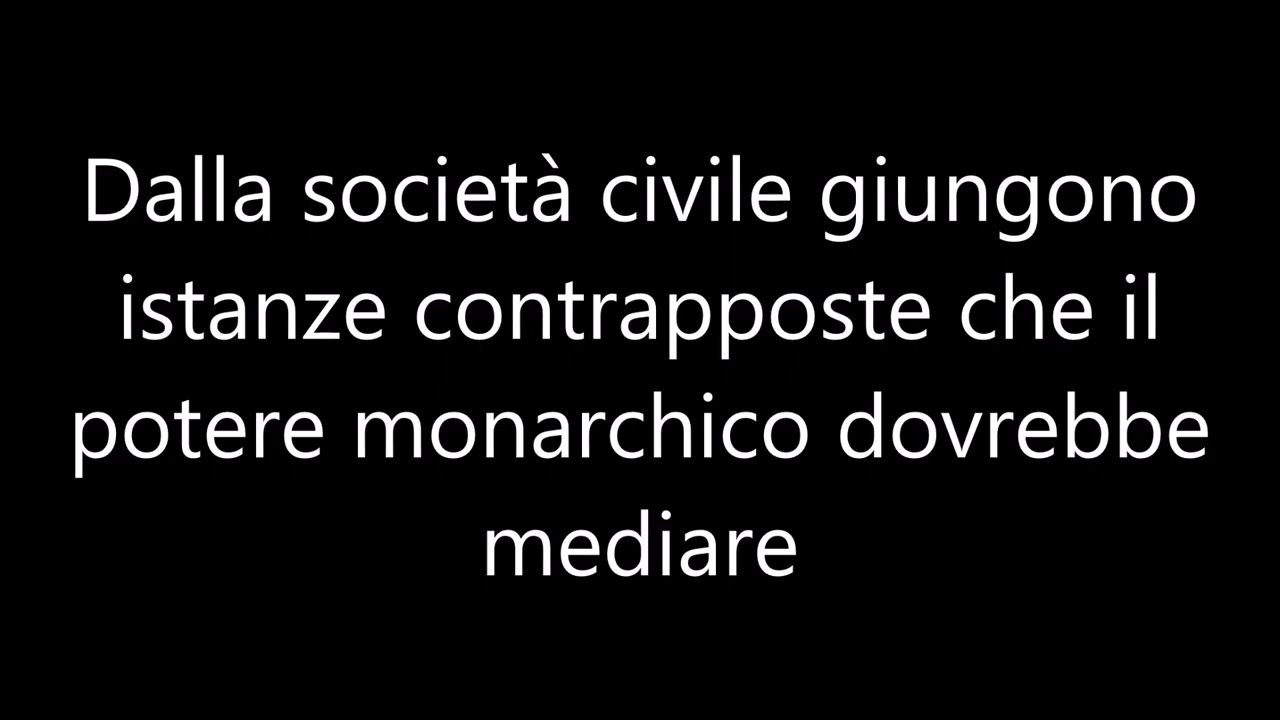 Dalla società civile giungono
istanze contrapposte che il
potere monarchico dovrebbe
mediare